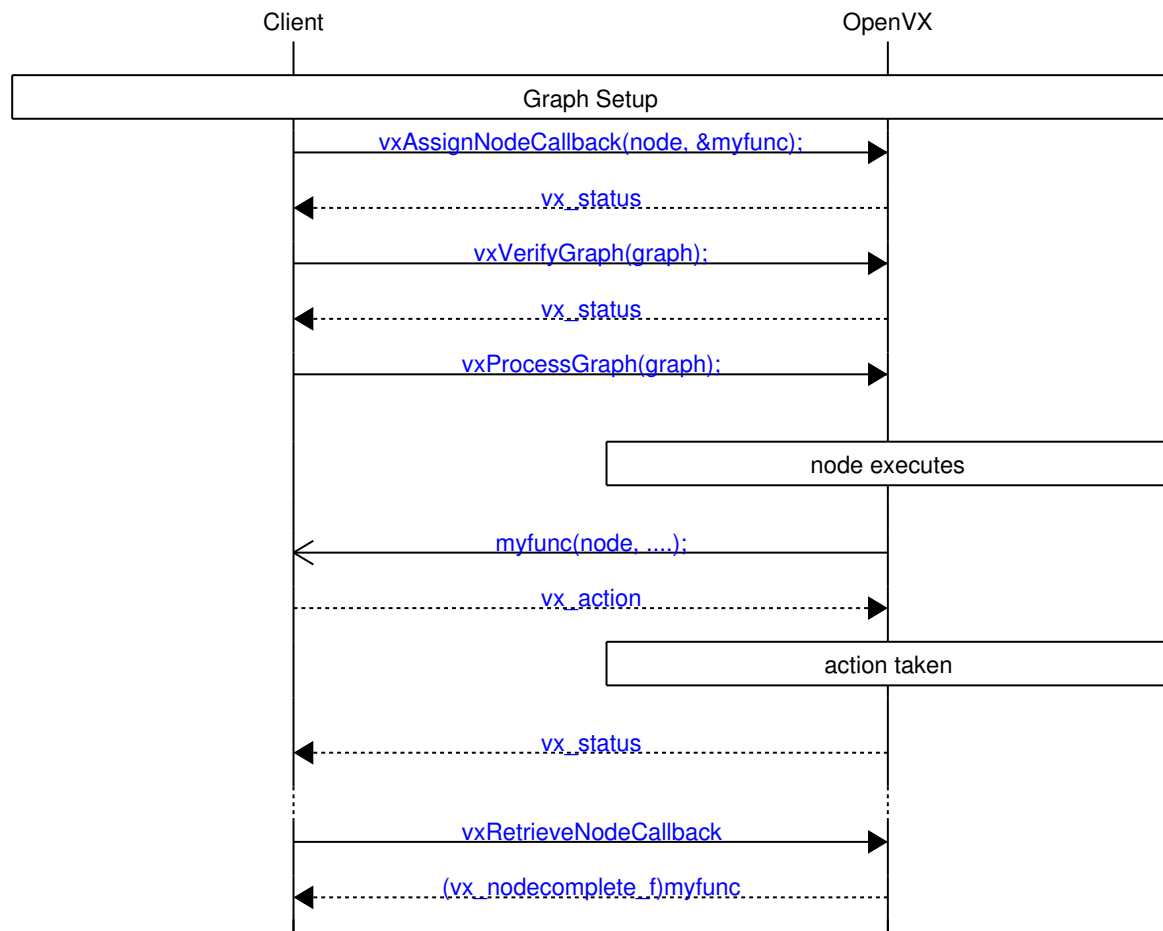 Client
OpenVX
Graph Setup
vxAssignNodeCallback(node, &myfunc);
vx_status
vxVerifyGraph(graph);
vx_status
vxProcessGraph(graph);
node executes
myfunc(node, ....);
vx_action
action taken
vx_status
vxRetrieveNodeCallback
(vx_nodecomplete_f)myfunc